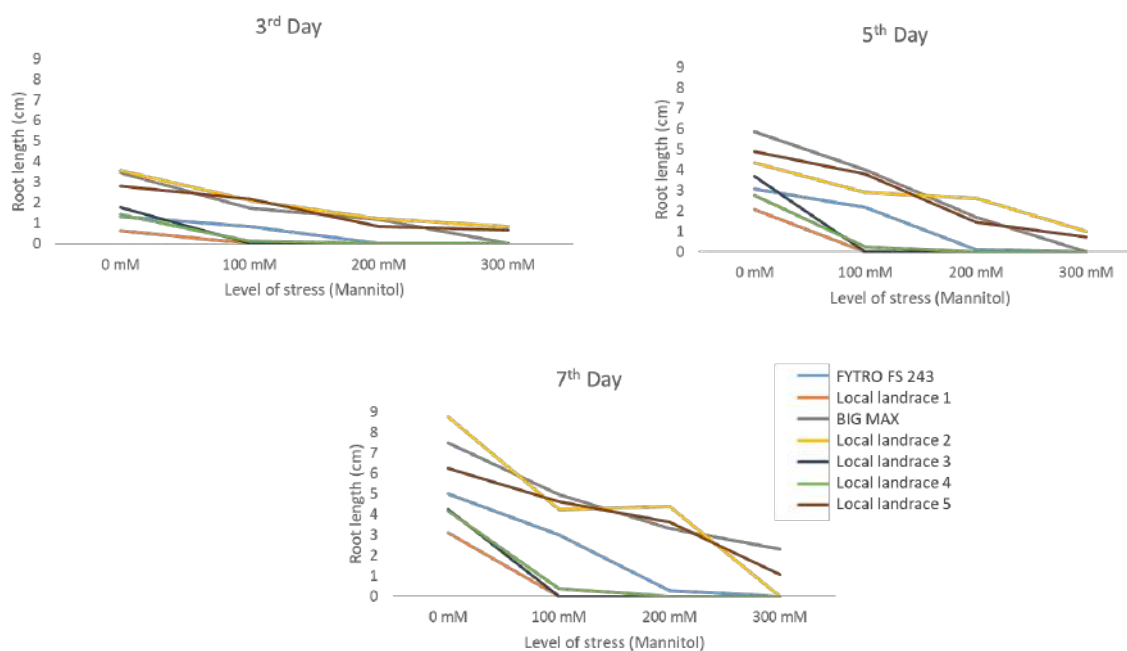 3rd Day
9
8
7
6
5
4
3
2
1
0
Root length (cm)
0 mM 100 mM 200 mM 300 mM
Level of stress (Mannitol)
5th Day
9
8
7
6
5
4
3
2
1
0
Root length (cm)
0 mM 100 mM 200 mM 300 mM
Level of stress (Mannitol)
7th Day
9
8
7
6
5
4
3
2
1
0
Root length (cm)
0 mM 100 mM 200 mM 300 mM
Level of stress (Mannitol)
FYTRO FS 243
Local landrace 1
BIG MAX
Local landrace 2
Local landrace 3
Local landrace 4
Local landrace 5